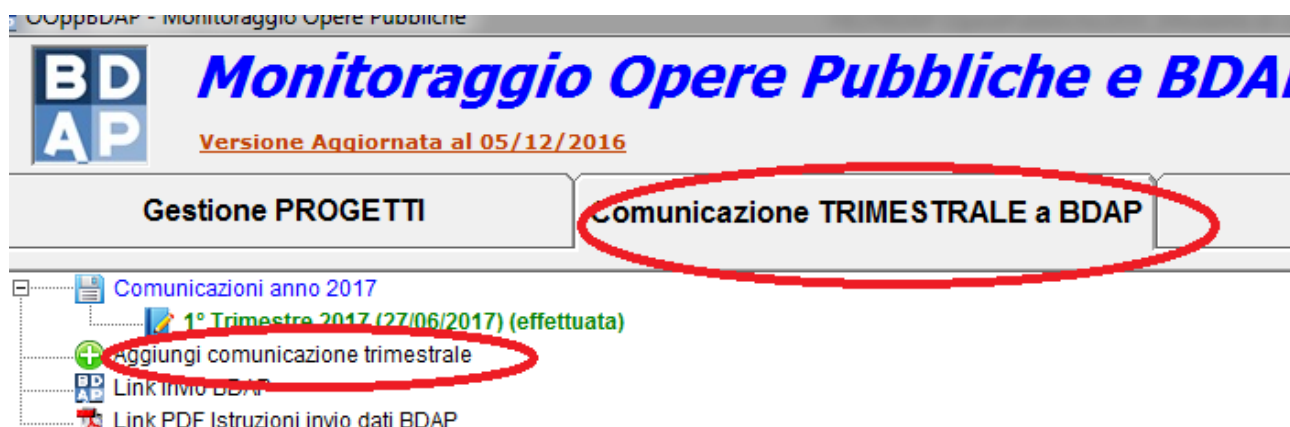 OOppBDAP - Monitoraggio Opere Pubbliche
BD
AP
Monitoraggio Opere Pubbliche e BDAP
Versione Aggiornata al 05/12/2016
Gestione PROGETTI
Comunicazione TRIMESTRALE a BDAP
Comunicazioni anno 2017
1° Trimestre 2017 (27/06/2017) (effettuata)
Aggiungi comunicazione trimestrale
BD AP Link invio BDAP
Link PDF Istruzioni invio dati BDAP